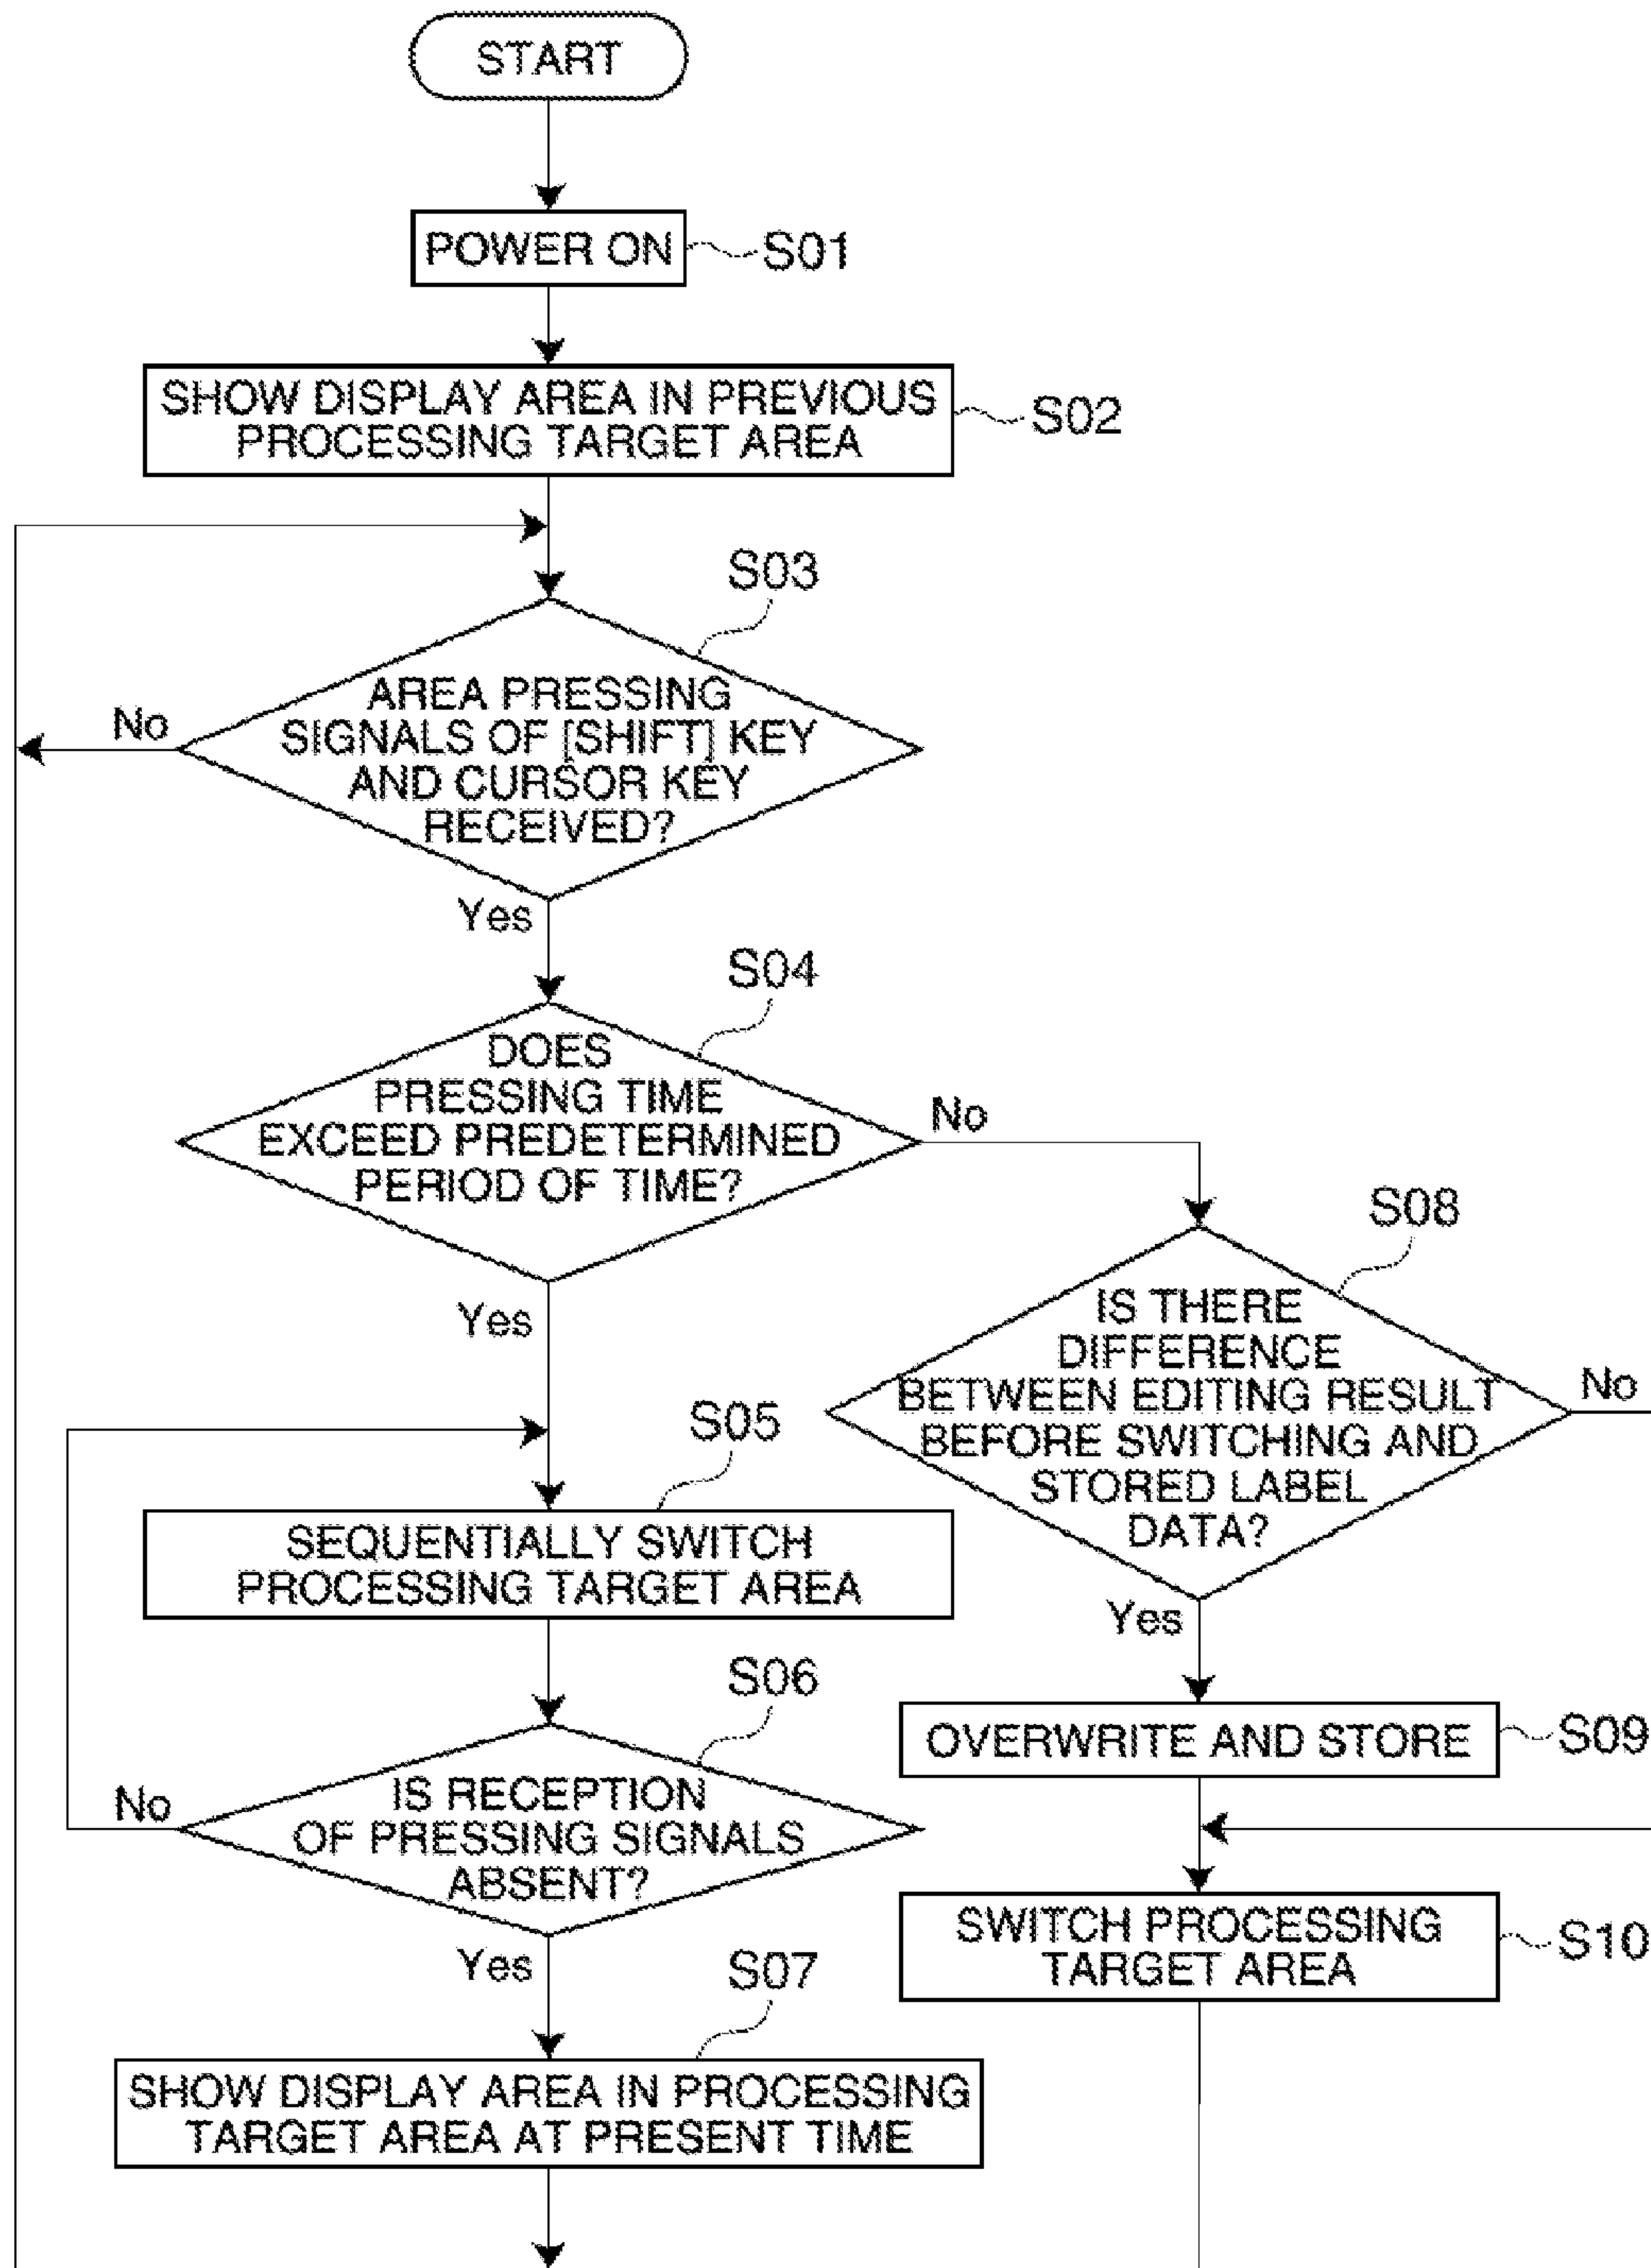 START
POWER ON
S01
SHOW DISPLAY AREA IN PREVIOUS
PROCESSING TARGET AREA
S02
S03
AREA PRESSING
SIGNALS OF [SHIFT] KEY
AND CURSOR KEY
RECEIVED?
No
Yes
S04
DOES
PRESSING TIME
EXCEED PREDETERMINED
PERIOD OF TIME?
No
Yes
S08
IS THERE
DIFFERENCE
BETWEEN EDITING RESULT
BEFORE SWITCHING AND
STORED LABEL
DATA?
No
Yes
S05
SEQUENTIALLY SWITCH
PROCESSING TARGET AREA
S06
IS RECEPTION
OF PRESSING SIGNALS
ABSENT?
No
Yes
OVERWRITE AND STORE
S09
SWITCH PROCESSING
TARGET AREA
S10
S07
SHOW DISPLAY AREA IN PROCESSING
TARGET AREA AT PRESENT TIME